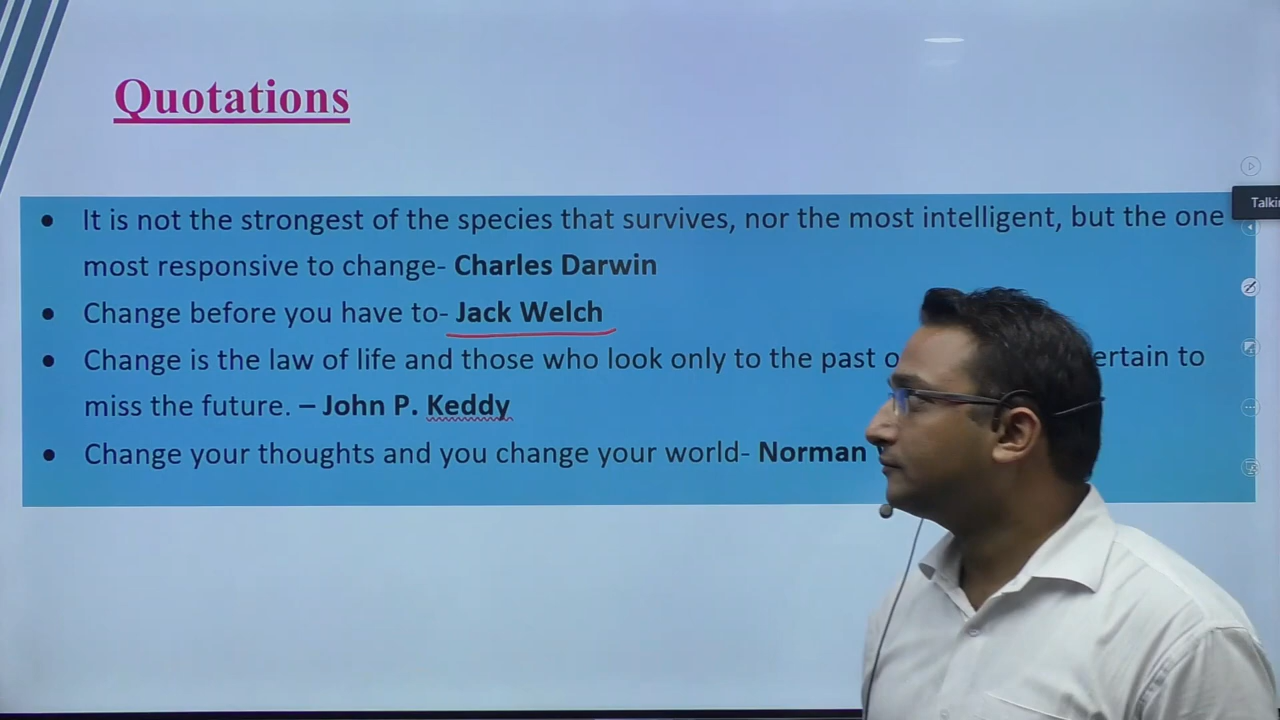 Quotations
• It is not the strongest of the species that survives, nor the most intelligent, but the one
most responsive to change- Charles Darwin
• Change before you have to- Jack Welch
• Change is the law of life and those who look only to the past ertain to
miss the future. – John P. Keddy
• Change your thoughts and you change your world- Norman
Talki